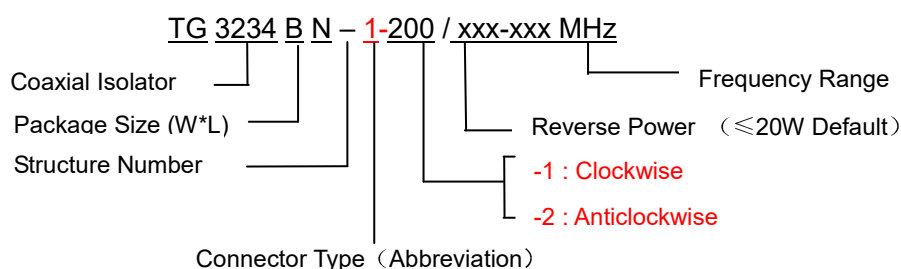 TG 3234 B N – 1-200 / xxx-xxx MHz
Coaxial Isolator
Frequency Range
Package Size (W*L)
Reverse Power （≤20W Default）
Structure Number
-1 : Clockwise
-2 : Anticlockwise
Connector Type（Abbreviation）